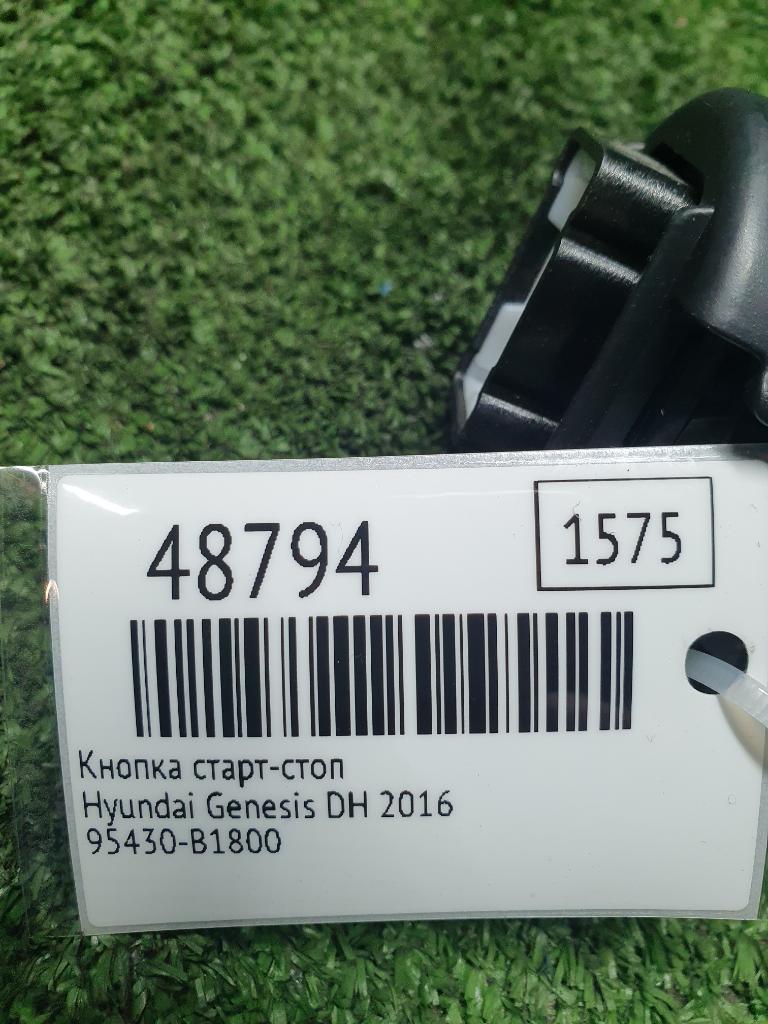 48794
1575
Кнопка старт-стоп
Hyundai Genesis DH 2016
95430-B1800